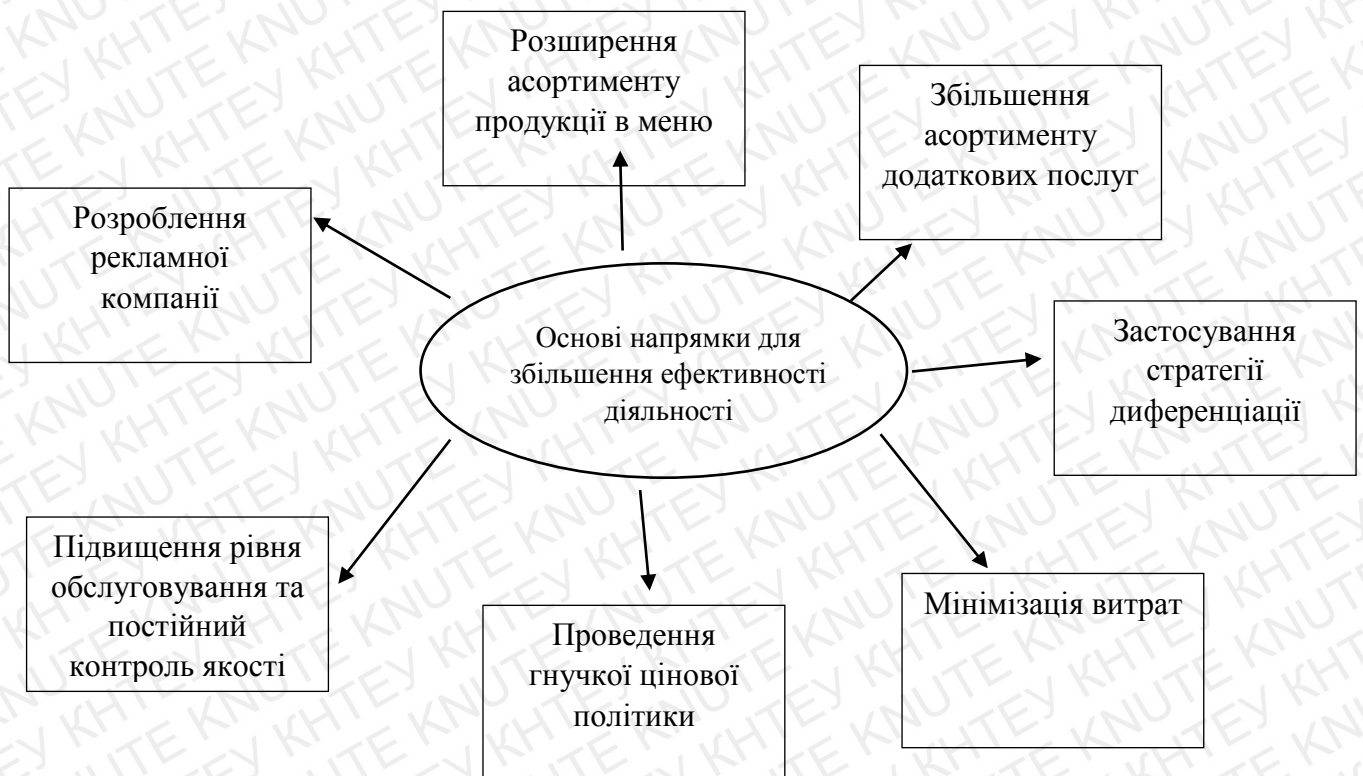 Розширення
асортименту
продукції в меню
Збільшення
асортименту
додаткових послуг
Розроблення
рекламної
компанії
Основі напрямки для
збільшення ефективності
діяльності
Застосування
стратегії
диференціації
Підвищення рівня
обслуговування та
постійний
контроль якості
Проведення
гнучкої цінової
політики
Мінімізація витрат